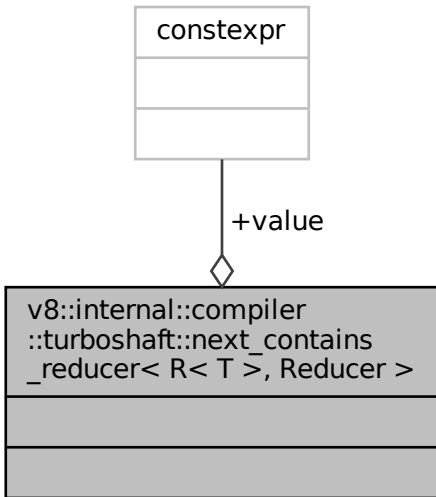 constexpr
+value
v8::internal::compiler
::turboshaft::next_contains
_reducer< R< T >, Reducer >